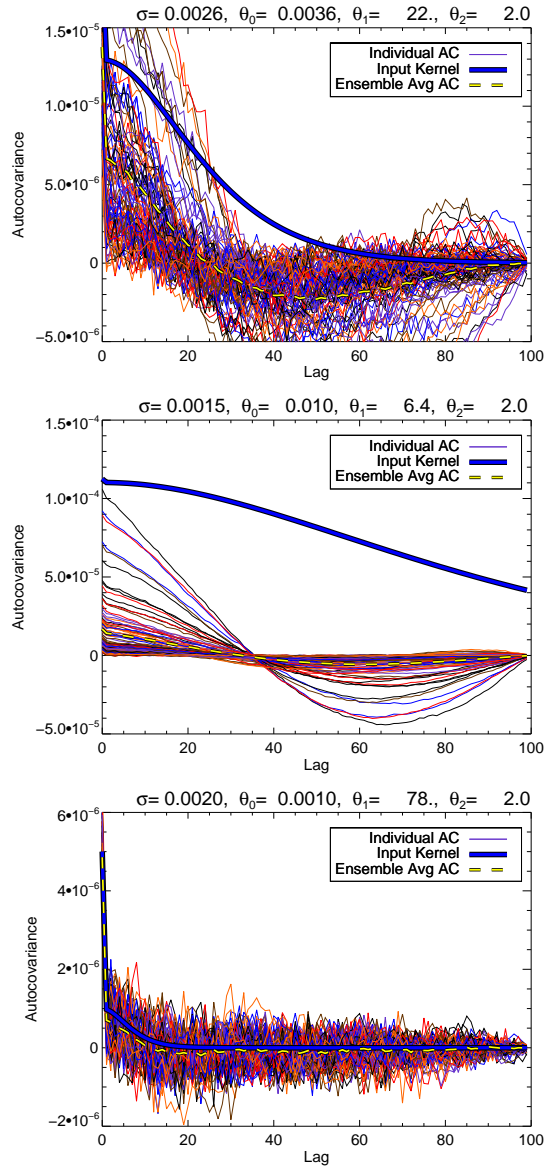 σ= 0.0026, θ0= 0.0036, θ1= 22., θ2= 2.0
1.5•10⁻⁵
Individual AC
Input Kernel
Ensemble Avg AC
1.0•10⁻⁵
Autocovariance
5.0•10⁻⁶
0
−5.0•10⁻⁶
0 20 40 60 80 100
Lag
σ= 0.0015, θ0= 0.010, θ1= 6.4, θ2= 2.0
1.5•10⁻⁴
Individual AC
Input Kernel
Ensemble Avg AC
1.0•10⁻⁴
Autocovariance
5.0•10⁻⁵
0
−5.0•10⁻⁵
0 20 40 60 80 100
Lag
σ= 0.0020, θ0= 0.0010, θ1= 78., θ2= 2.0
6•10⁻⁶
Individual AC
Input Kernel
Ensemble Avg AC
4•10⁻⁶
Autocovariance
2•10⁻⁶
0
−2•10⁻⁶
0 20 40 60 80 100
Lag